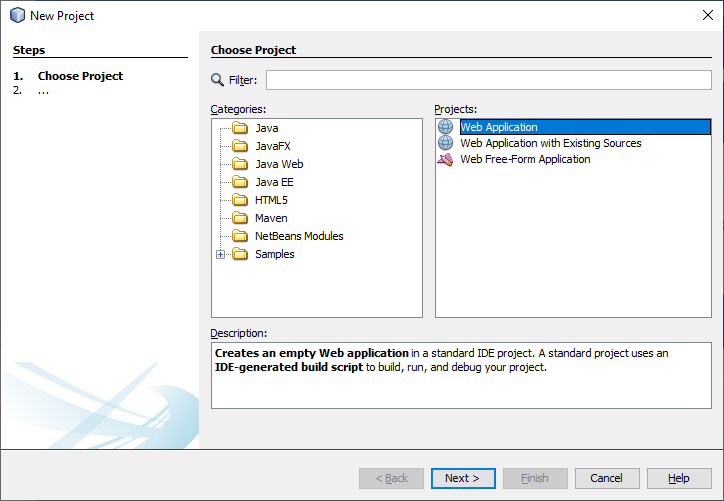 New Project
Steps
1. Choose Project
2. ...
Choose Project
Filter:
Categories:
Java
JavaFX
Java Web
Java EE
HTML5
Maven
NetBeans Modules
Samples
Projects:
Web Application
Web Application with Existing Sources
Web Free-Form Application
Description:
Creates an empty Web application in a standard IDE project. A standard project uses an
IDE-generated build script to build, run, and debug your project.
< Back
Next >
Finish
Cancel
Help